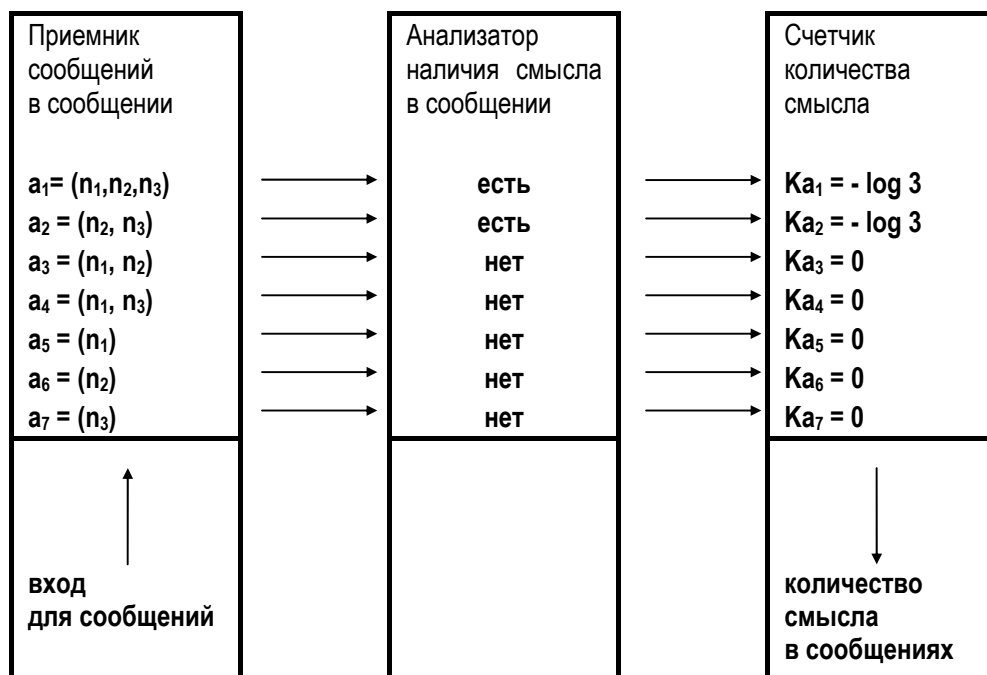 Приемник
сообщений
в сообщении
a₁= (n₁,n₂,n₃)
a₂ = (n₂, n₃)
a₃ = (n₁, n₂)
a₄ = (n₁, n₃)
a₅ = (n₁)
a₆ = (n₂)
a₇ = (n₃)
вход
для сообщений
Анализатор
наличия смысла
в сообщении
есть
есть
нет
нет
нет
нет
нет
Счетчик
количества
смысла
Ka₁ = - log 3
Ka₂ = - log 3
Ka₃ = 0
Ka₄ = 0
Ka₅ = 0
Ka₆ = 0
Ka₇ = 0
количество
смысла
в сообщениях